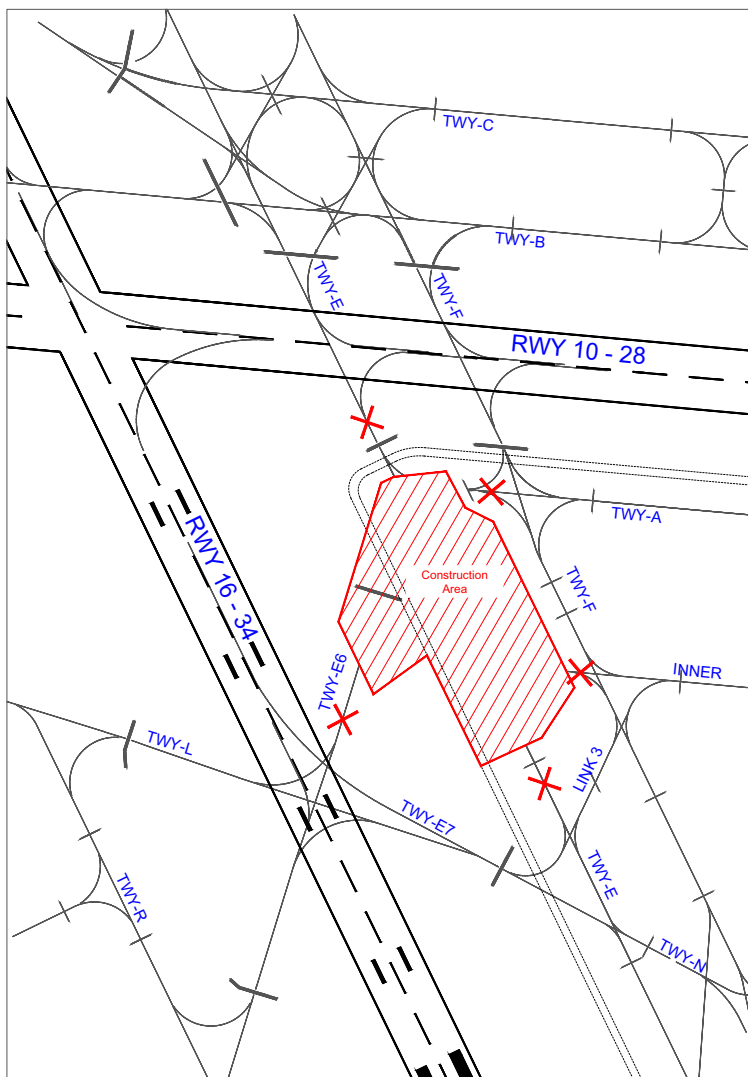 TWY-C
TWY-B
TWY-E
TWY-F
RWY 10 - 28
TWY-A
RWY 16 - 34
Construction
Area
TWY-F
TWY-E6
INNER
TWY-L
LINK 3
TWY-E7
TWY-R
TWY-E
TWY-N